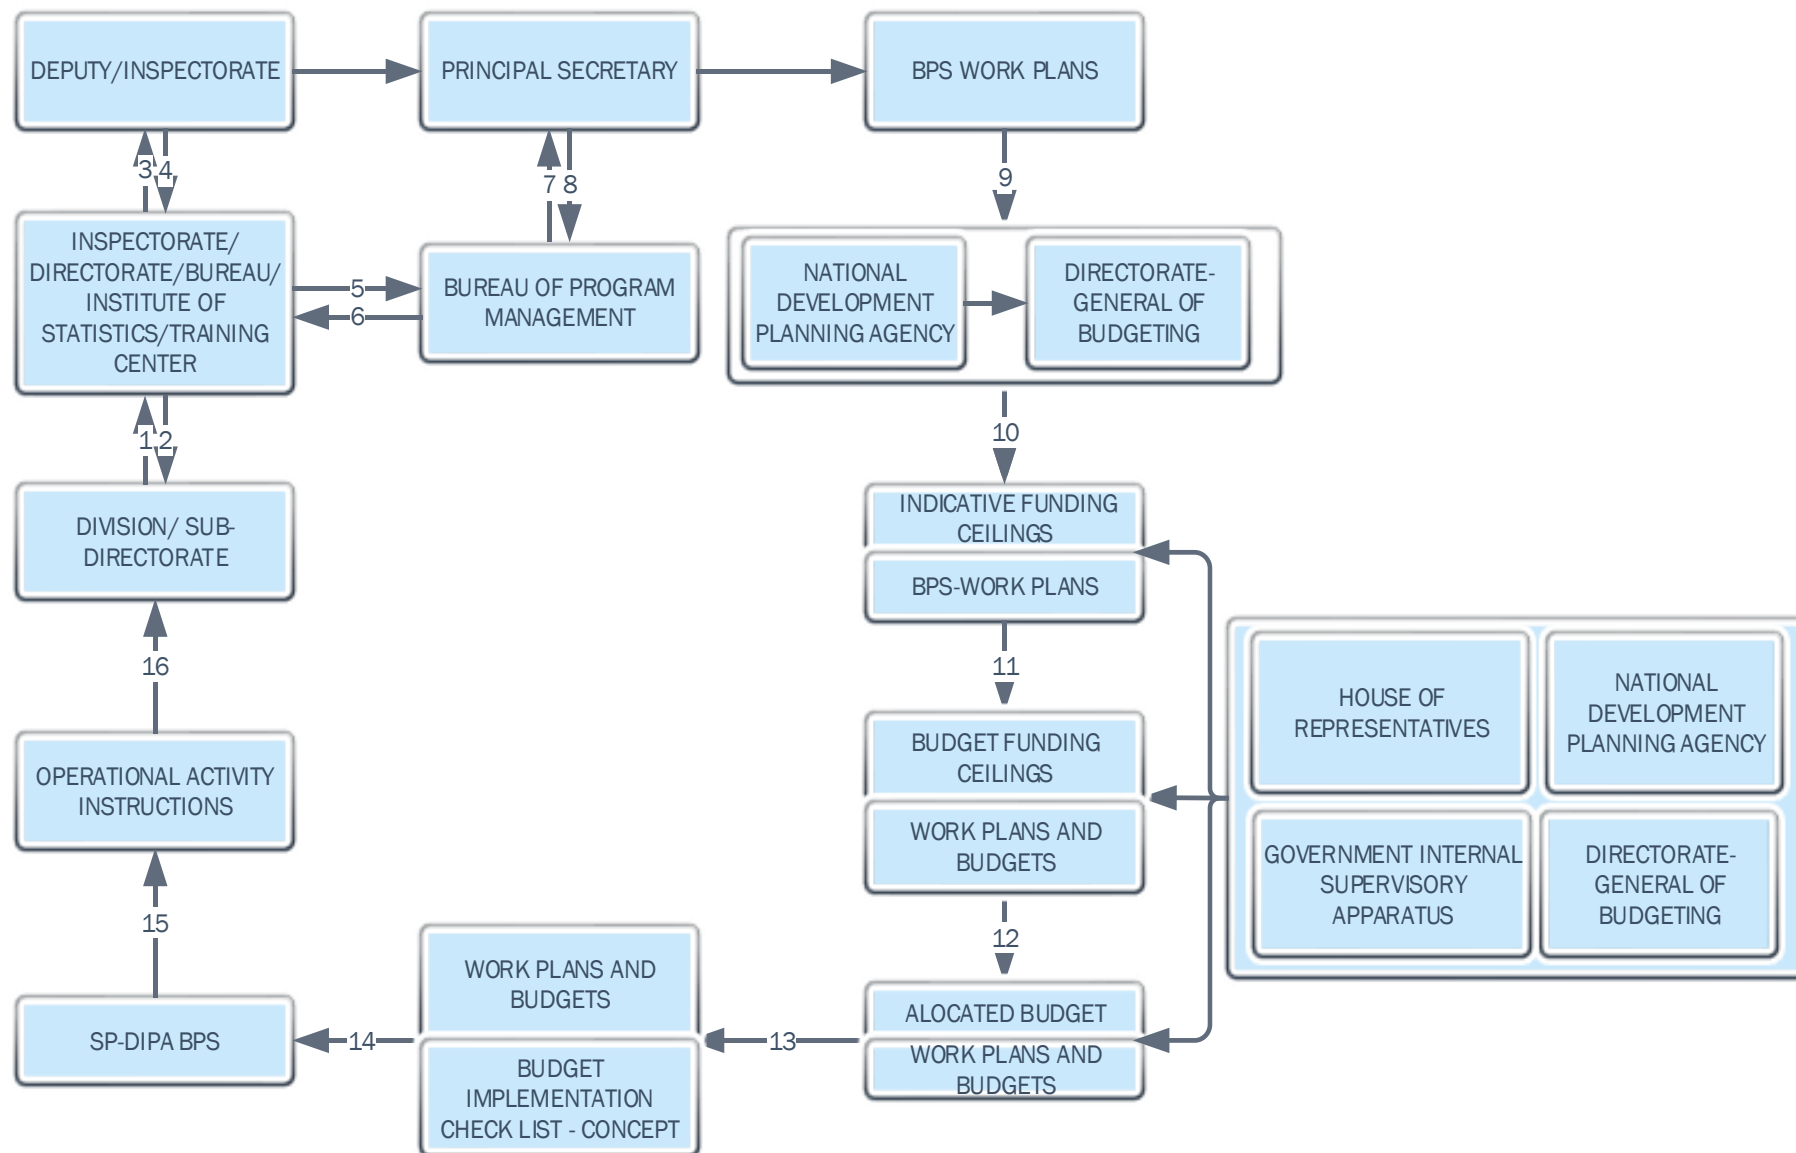 DEPUTY/INSPECTORATE
PRINCIPAL SECRETARY
BPS WORK PLANS
3
4
7
8
9
INSPECTORATE/
DIRECTORATE/BUREAU/
INSTITUTE OF
STATISTICS/TRAINING
CENTER
5
6
BUREAU OF PROGRAM
MANAGEMENT
NATIONAL
DEVELOPMENT
PLANNING AGENCY
DIRECTORATE-
GENERAL OF
BUDGETING
1
2
10
DIVISION/ SUB-
DIRECTORATE
INDICATIVE FUNDING
CEILINGS
BPS-WORK PLANS
16
11
HOUSE OF
REPRESENTATIVES
NATIONAL
DEVELOPMENT
PLANNING AGENCY
OPERATIONAL ACTIVITY
INSTRUCTIONS
BUDGET FUNDING
CEILINGS
WORK PLANS AND
BUDGETS
GOVERNMENT INTERNAL
SUPERVISORY
APPARATUS
DIRECTORATE-
GENERAL OF
BUDGETING
15
12
WORK PLANS AND
BUDGETS
ALOCATED BUDGET
SP-DIPA BPS
14
13
WORK PLANS AND
BUDGETS
BUDGET
IMPLEMENTATION
CHECK LIST - CONCEPT